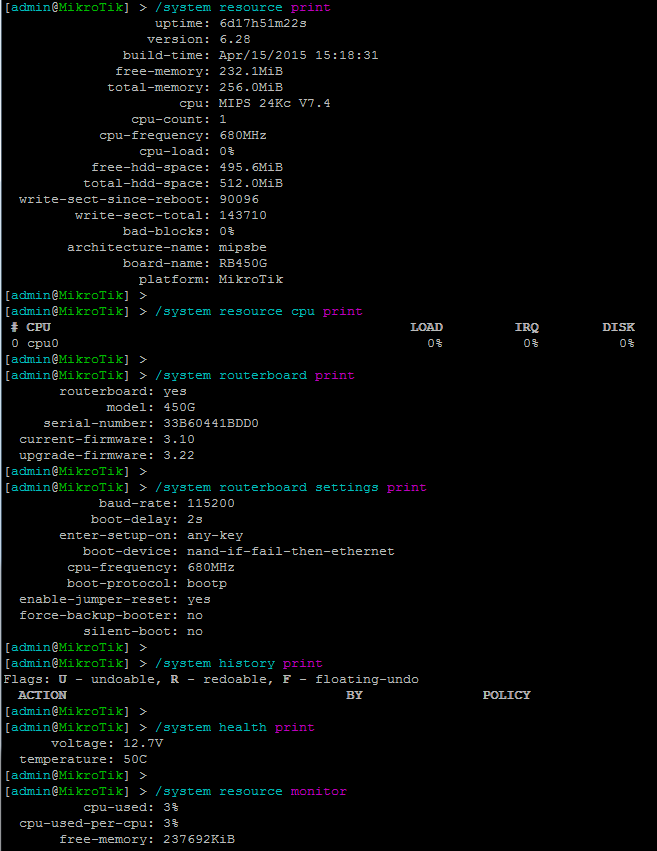 [admin@MikroTik] > /system resource print
uptime: 6d17h51m22s
version: 6.28
build-time: Apr/15/2015 15:18:31
free-memory: 232.1MiB
total-memory: 256.0MiB
cpu: MIPS 24Kc V7.4
cpu-count: 1
cpu-frequency: 680MHz
cpu-load: 0%
free-hdd-space: 495.6MiB
total-hdd-space: 512.0MiB
write-sect-since-reboot: 90096
write-sect-total: 143710
bad-blocks: 0%
architecture-name: mipsbe
board-name: RB450G
platform: MikroTik
[admin@MikroTik] >
[admin@MikroTik] > /system resource cpu print
# CPU LOAD IRQ DISK
0 cpu0 0% 0% 0%
[admin@MikroTik] >
[admin@MikroTik] > /system routerboard print
routerboard: yes
model: 450G
serial-number: 33B60441BDD0
current-firmware: 3.10
upgrade-firmware: 3.22
[admin@MikroTik] >
[admin@MikroTik] > /system routerboard settings print
baud-rate: 115200
boot-delay: 2s
enter-setup-on: any-key
boot-device: nand-if-fail-then-ethernet
cpu-frequency: 680MHz
boot-protocol: bootp
enable-jumper-reset: yes
force-backup-booter: no
silent-boot: no
[admin@MikroTik] >
[admin@MikroTik] > /system history print
Flags: U - undoable, R - redoable, F - floating-undo
ACTION BY POLICY
[admin@MikroTik] >
[admin@MikroTik] > /system health print
voltage: 12.7V
temperature: 50C
[admin@MikroTik] >
[admin@MikroTik] > /system resource monitor
cpu-used: 3%
cpu-used-per-cpu: 3%
free-memory: 237692KiB